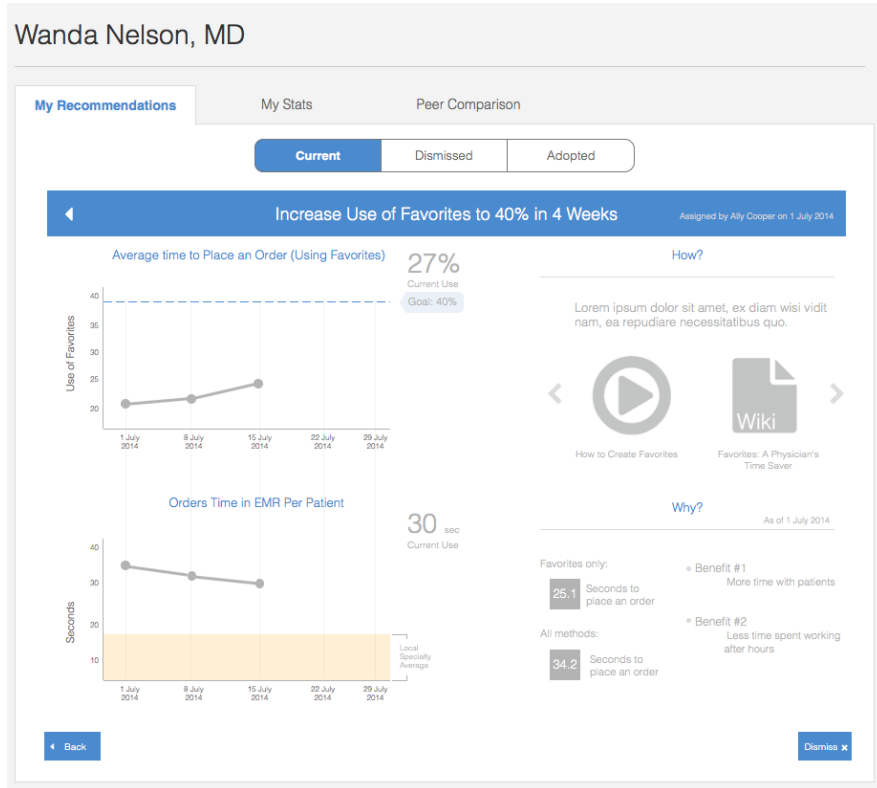 Wanda Nelson, MD
My Recommendations
My Stats
Peer Comparison
Current
Dismissed
Adopted
Increase Use of Favorites to 40% in 4 Weeks
Assigned by Ally Cooper on 1 July 2014
Average time to Place an Order (Using Favorites)
27%
Current Use
Goal: 40%
Use of Favorites
40
35
30
25
20
1 July
2014
8 July
2014
15 July
2014
22 July
2014
29 July
2014
Orders Time in EMR Per Patient
30 sec
Current Use
Seconds
40
30
20
10
Local
Specialty
Average
1 July
2014
8 July
2014
15 July
2014
22 July
2014
29 July
2014
How?
Lorem ipsum dolor sit amet, ex diam wisi vidit
nam, ea repudiare necessitatibus quo.
Wiki
How to Create Favorites
Favorites: A Physician's
Time Saver
Why?
As of 1 July 2014
Favorites only:
25.1
Seconds to
place an order
All methods:
34.2
Seconds to
place an order
Benefit #1
More time with patients
Benefit #2
Less time spent working
after hours
Back
Dismiss x